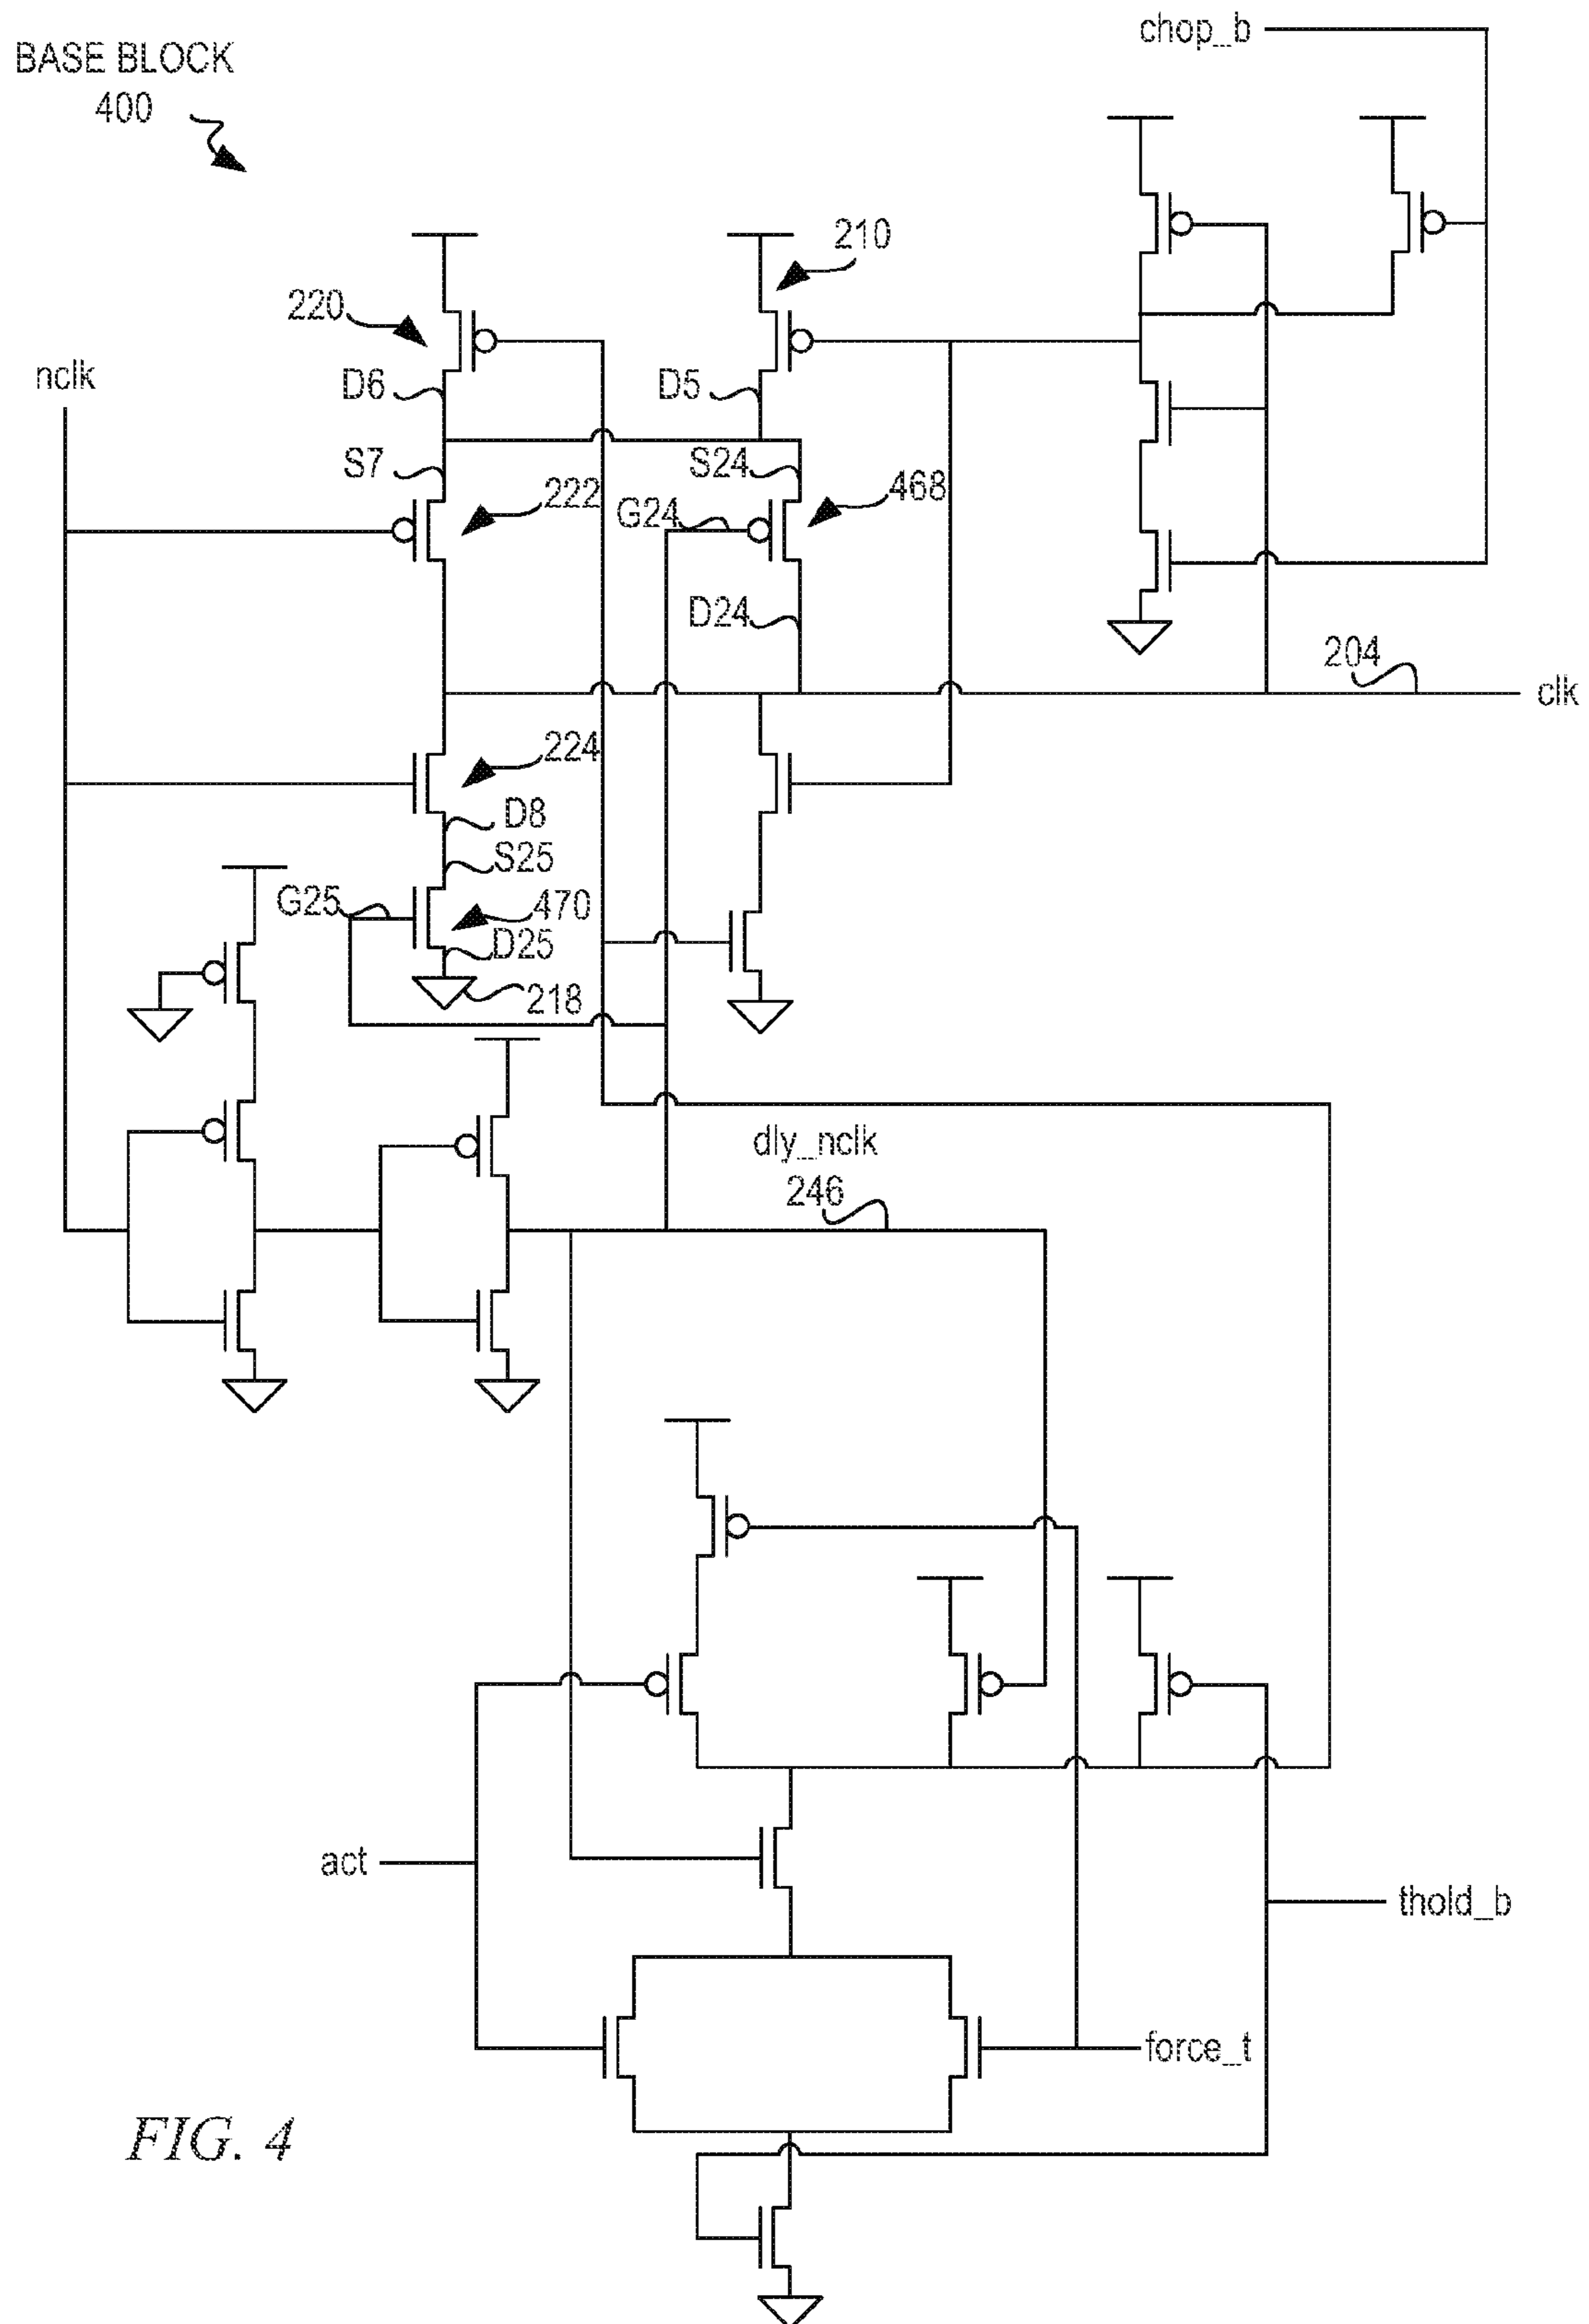 chop_b
BASE BLOCK
400
210
220
nclk
D6
D5
S7
S24
222
G24
468
D24
204
clk
224
D8
S25
G25
470
D25
218
dly_nclk
246
act
thold_b
force_t
FIG. 4